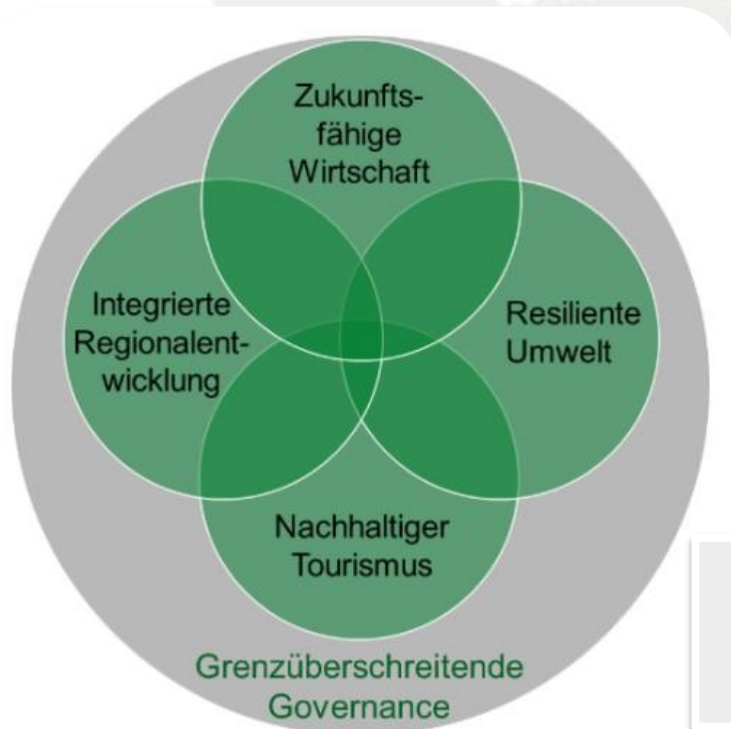 Zukunfts-
fähige
Wirtschaft
Integrierte
Regionalent-
wicklung
Resiliente
Umwelt
Nachhaltiger
Tourismus
Grenzüberschreitende
Governance